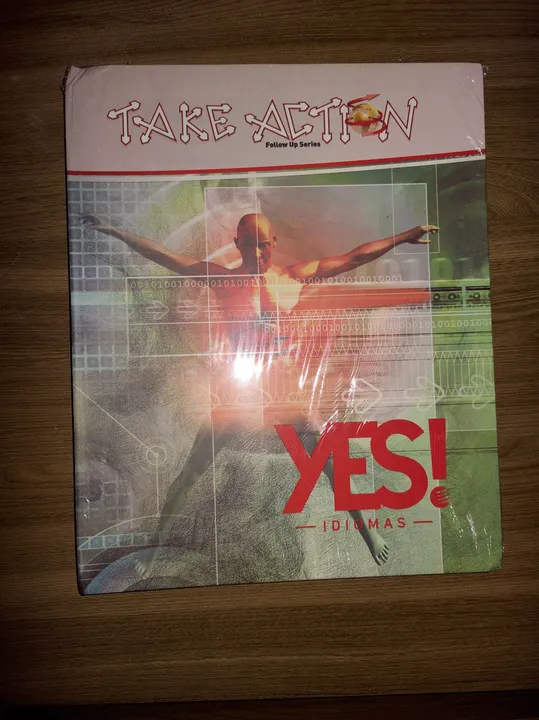 TAKE ACTION
Follow Up Series
YES!
IDIOMAS